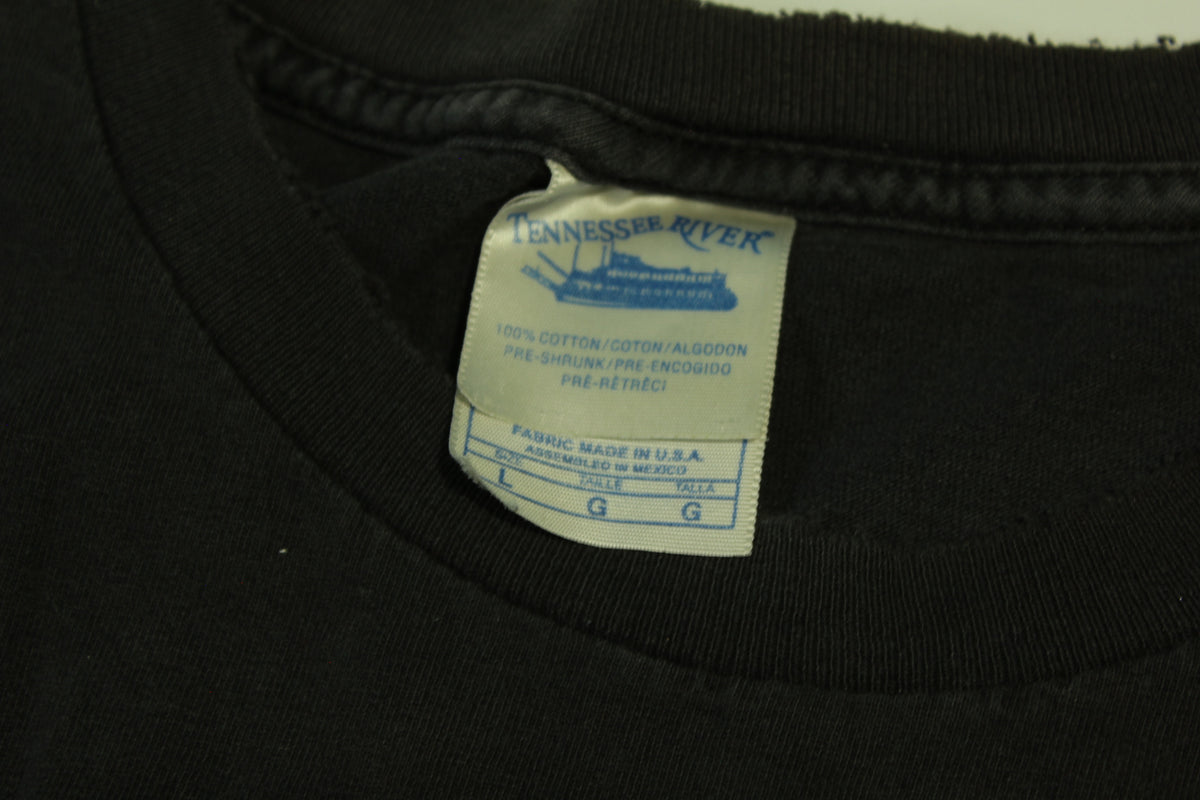 TENNESSEE RIVER
100% COTTON/COTON/ALGODON
PRE-SHRUNK/PRE-ENCOGIDO
PRÉ-RÉTRÉCI
FABRIC MADE IN U.S.A.
ASSEMBLED IN MEXICO
SIZE TAILLE TALLA
L G G